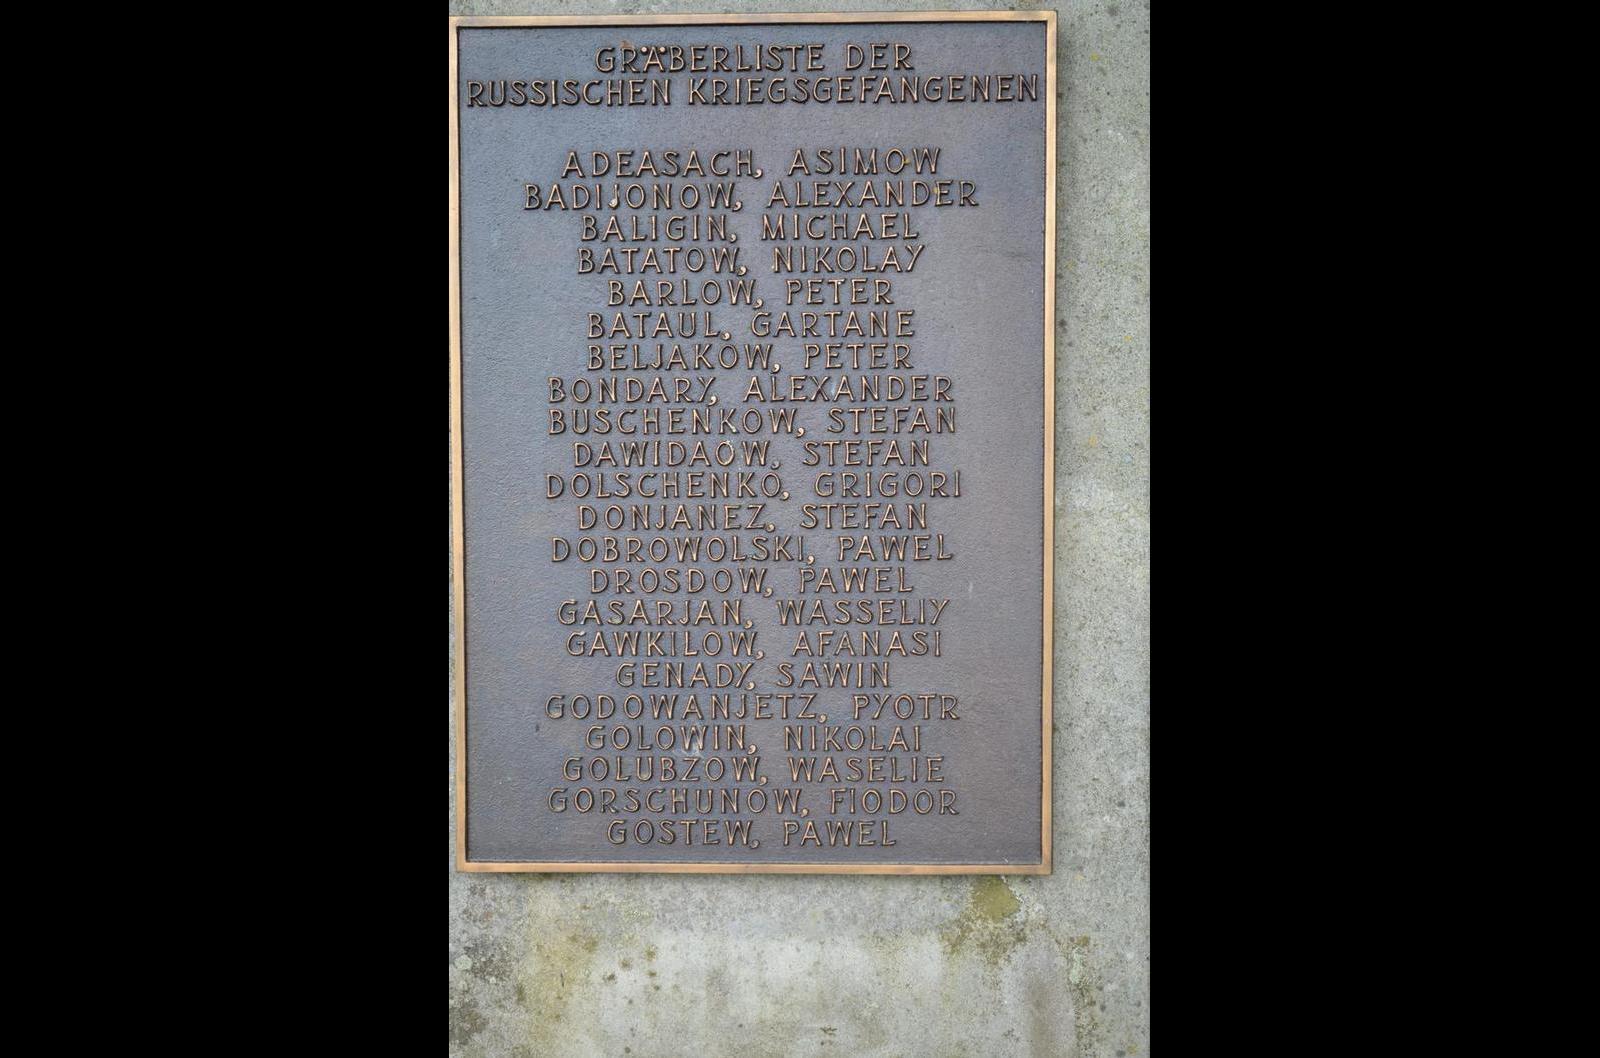 GRÄBERLISTE DER
RUSSISCHEN KRIEGSGEFANGENEN
ADEASACH, ASIMOW
BADIJONOW, ALEXANDER
BALIGIN, MICHAEL
BATATOW, NIKOLAY
BARLOW, PETER
BATAUL, GARTANE
BELJAKOW, PETER
BONDARY, ALEXANDER
BUSCHENKOW, STEFAN
DAWIDAOW, STEFAN
DOLSCHENKO, GRIGORI
DONJANEZ, STEFAN
DOBROWOLSKI, PAWEL
DROSDOW, PAWEL
GASARJAN, WASSELIY
GAWKILOW, AFANASI
GENADY, SAWIN
GODOWANJETZ, PYOTR
GOLOWIN, NIKOLAI
GOLUBZOW, WASELIE
GORSCHUNOW, FIODOR
GOSTEW, PAWEL